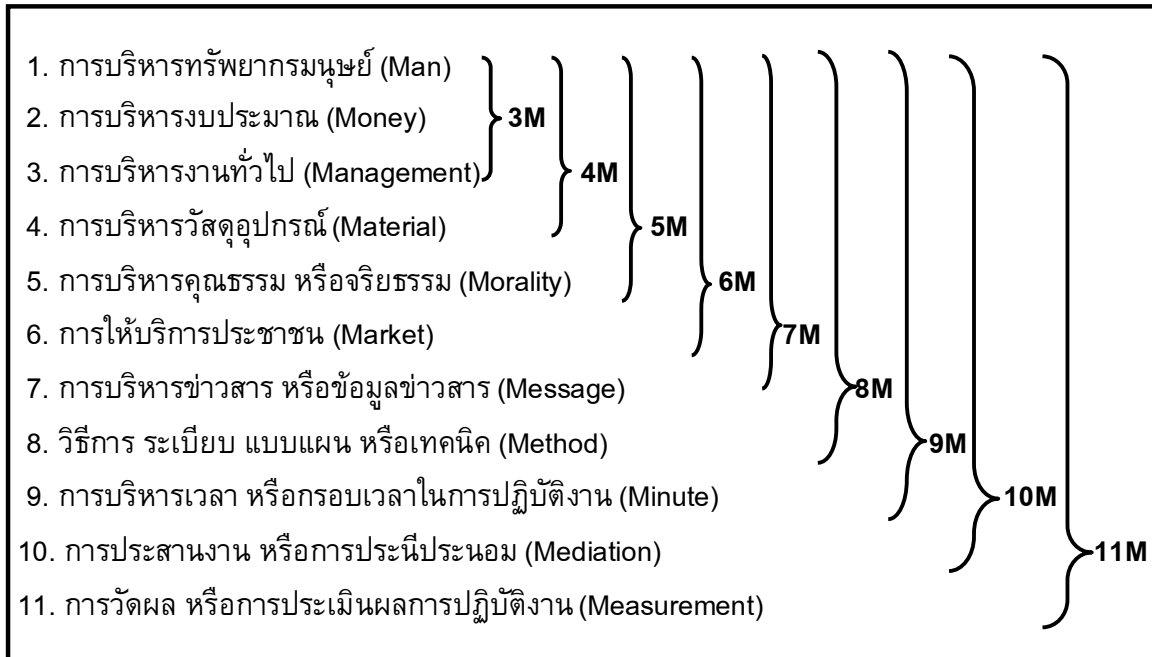 1. การบริหารทรัพยากรมนุษย์ (Man)
2. การบริหารงบประมาณ (Money) 3M
3. การบริหารงานทั่วไป (Management) 4M
4. การบริหารวัสดุอุปกรณ์ (Material) 5M
5. การบริหารคุณธรรม หรือจริยธรรม (Morality) 6M
6. การให้บริการประชาชน (Market) 7M
7. การบริหารข่าวสาร หรือข้อมูลข่าวสาร (Message) 8M
8. วิธีการ ระเบียบ แบบแผน หรือเทคนิค (Method) 9M
9. การบริหารเวลา หรือกรอบเวลาในการปฏิบัติงาน (Minute) 10M
10. การประสานงาน หรือการประนีประนอม (Mediation) 11M
11. การวัดผล หรือการประเมินผลการปฏิบัติงาน (Measurement)